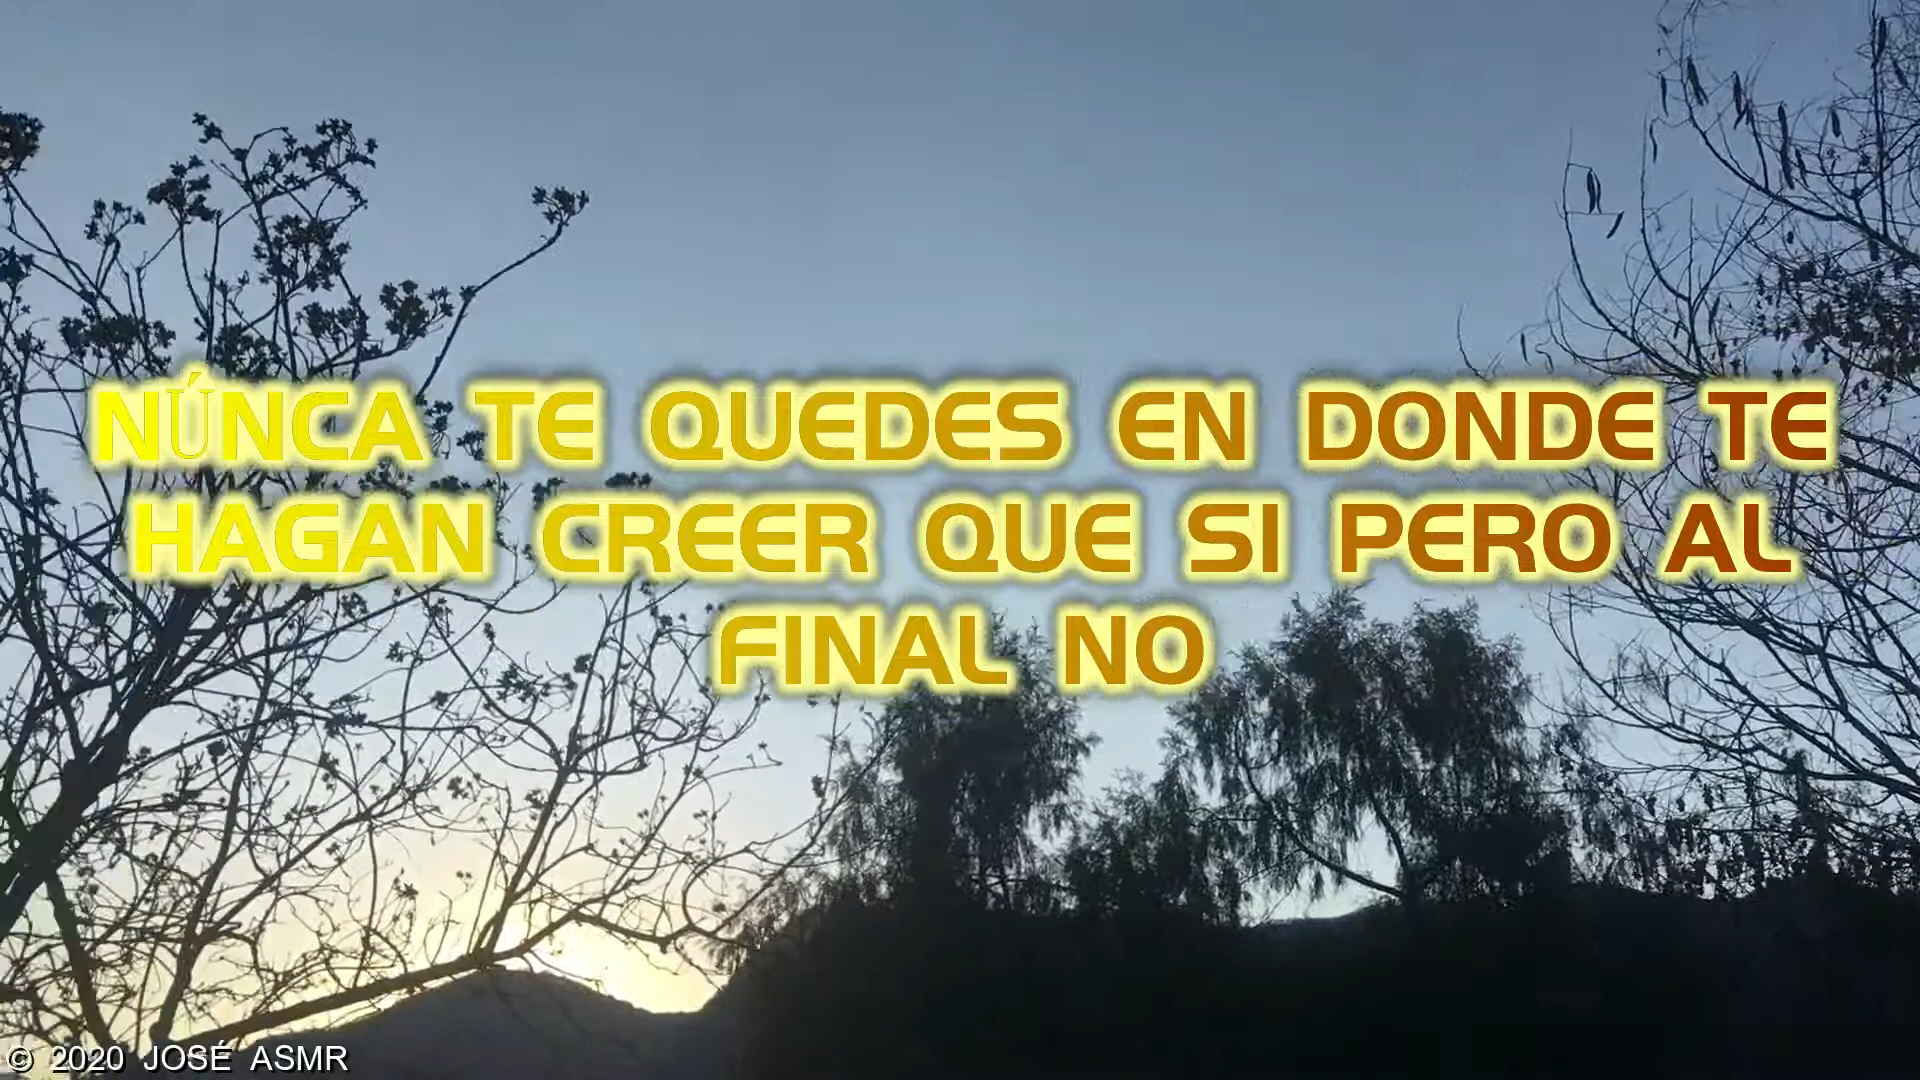 NÚNCA TE QUEDES EN DONDE TE
HAGAN CREER QUE SI PERO AL
FINAL NO
© 2020 JOSÉ ASMR